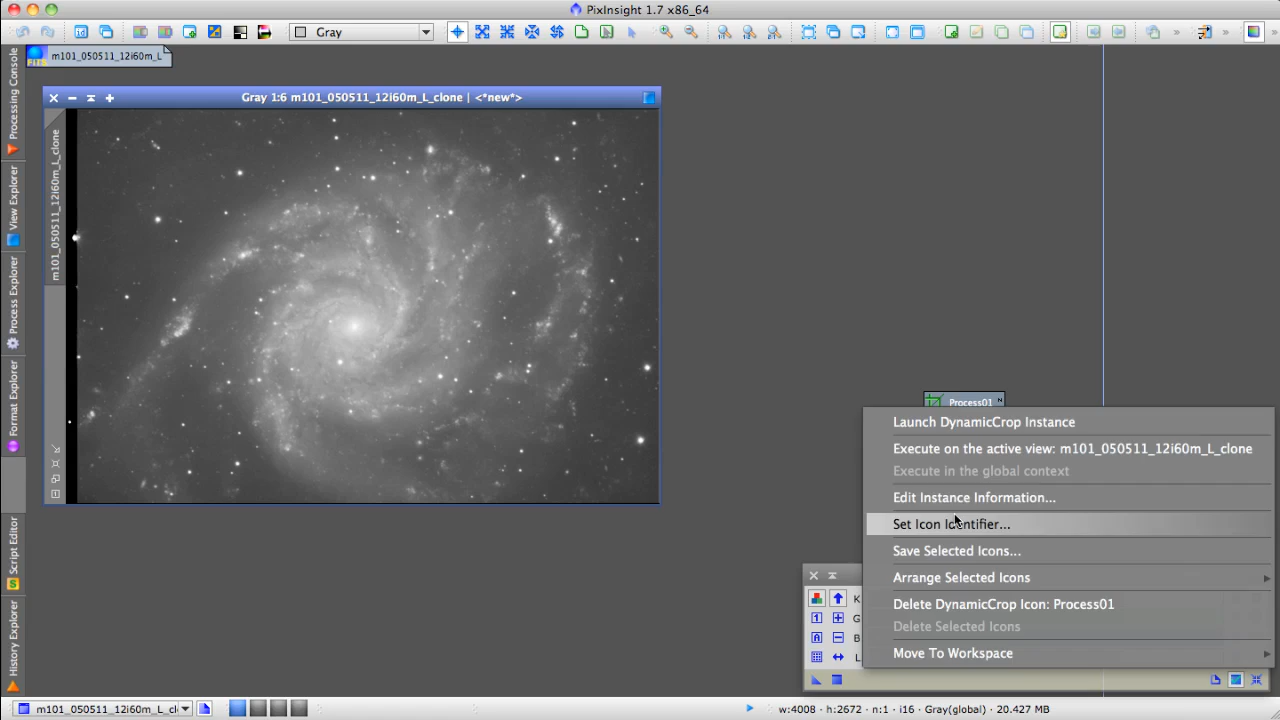 PixInsight 1.7 x86_64
Gray
m101_050511_12i60m_L
Processing Console
View Explorer
Process Explorer
Format Explorer
Script Editor
History Explorer
Gray 1:6 m101_050511_12i60m_L_clone | <*new*>
m101_050511_12i60m_L_clone
Process01
Launch DynamicCrop Instance
Execute on the active view: m101_050511_12i60m_L_clone
Execute in the global context
Edit Instance Information...
Set Icon Identifier...
Save Selected Icons...
Arrange Selected Icons
Delete DynamicCrop Icon: Process01
Delete Selected Icons
Move To Workspace
K
G
B
L
m101_050511_12i60m_L_cl
w:4008 | h:2672 | n:1 | i16 | Gray(global) | 20.427 MB